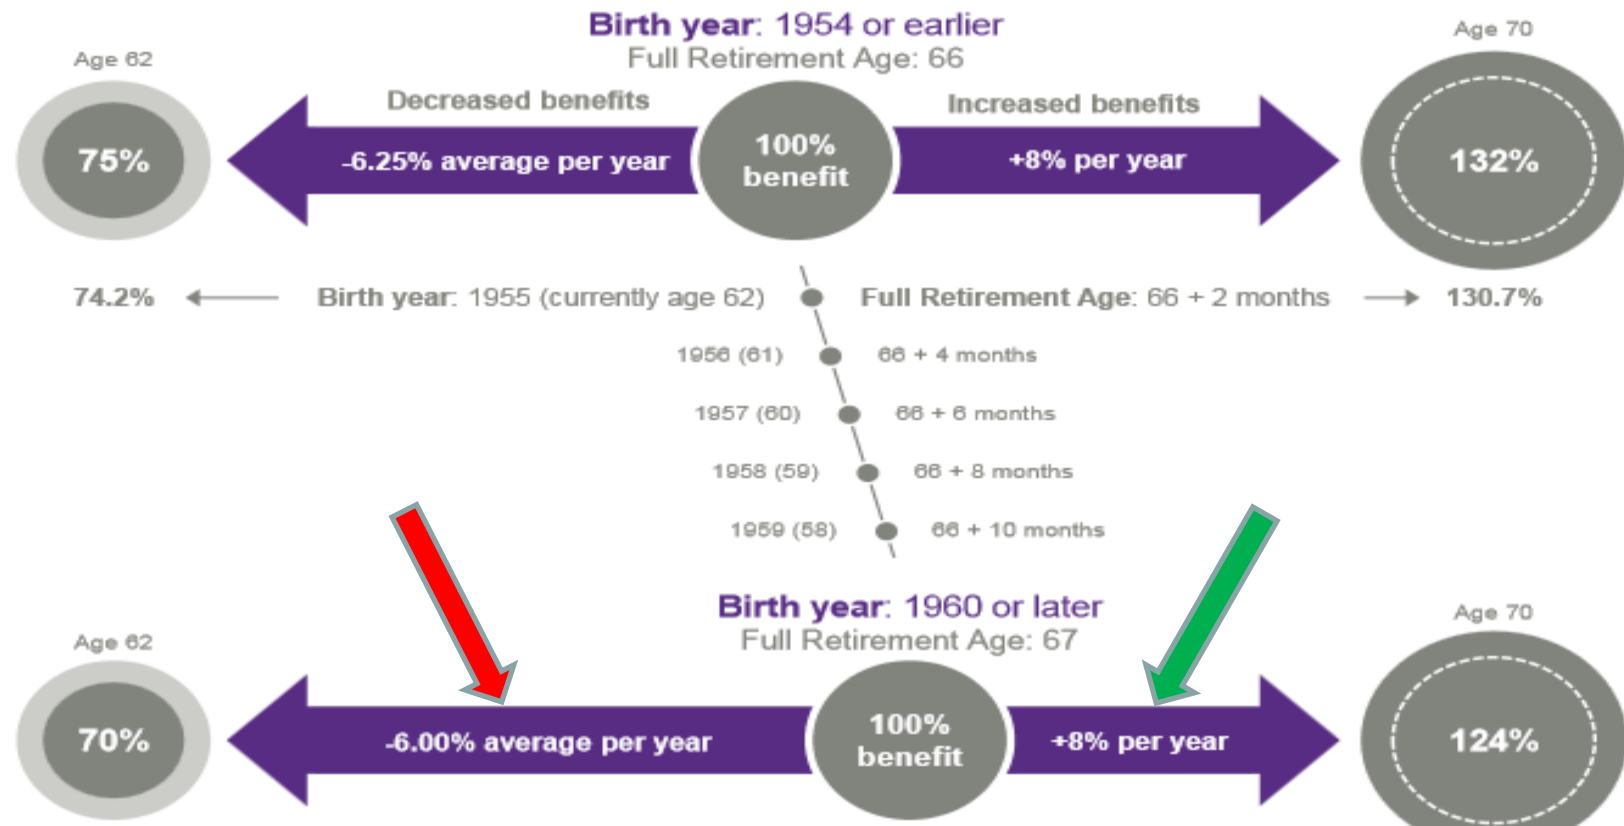 Birth year: 1954 or earlier
Age 62
Full Retirement Age: 66
Age 70
Decreased benefits
Increased benefits
75%
-6.25% average per year
100%
benefit
+8% per year
132%
74.2%
Birth year: 1955 (currently age 62)
Full Retirement Age: 66 + 2 months
130.7%
1956 (61)
66 + 4 months
1957 (60)
66 + 6 months
1958 (59)
66 + 8 months
1959 (58)
66 + 10 months
Birth year: 1960 or later
Age 62
Full Retirement Age: 67
Age 70
70%
-6.00% average per year
100%
benefit
+8% per year
124%